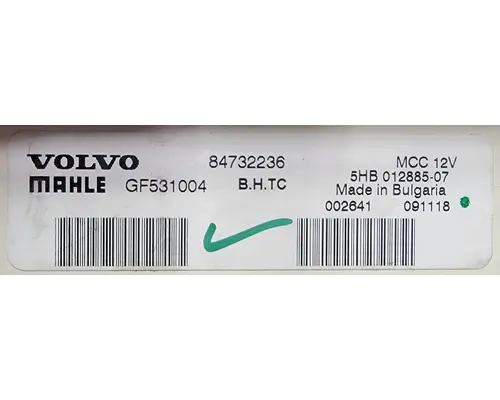 VOLVO 84732236 MCC 12V
MAHLE GF531004 B.H.TC 5HB 012885-07
Made in Bulgaria
002641 091118